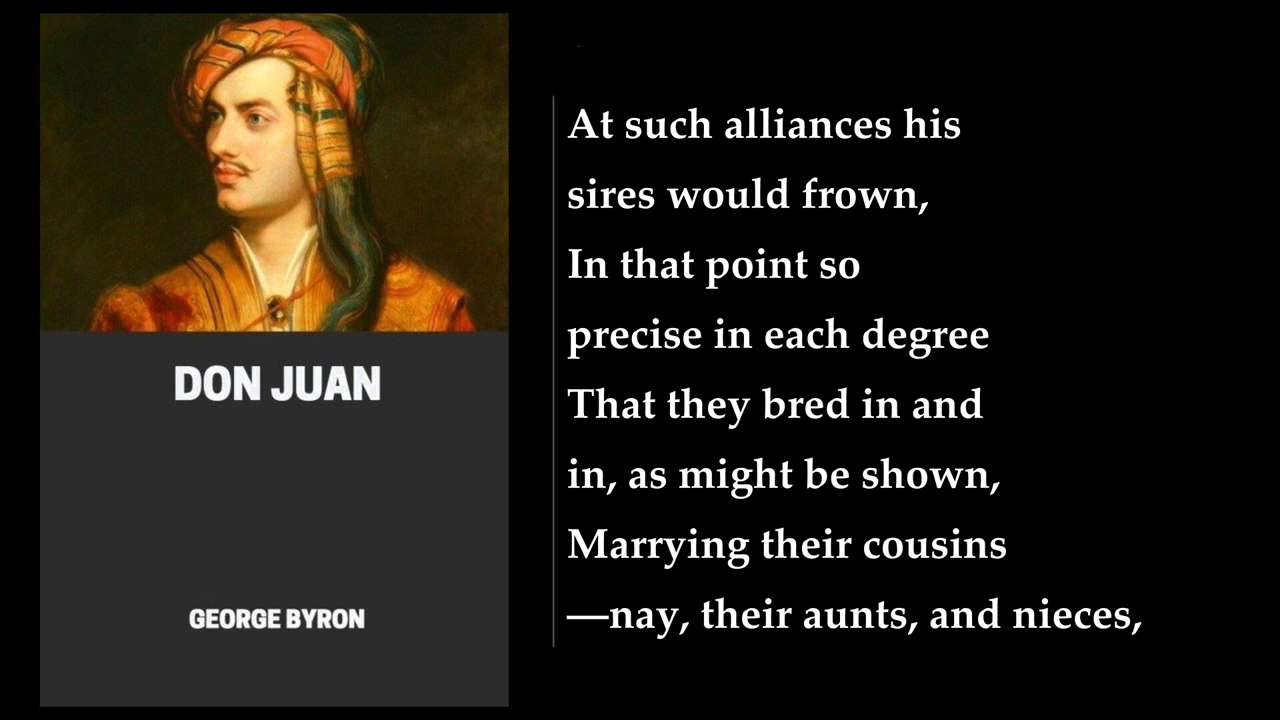 DON JUAN
GEORGE BYRON
At such alliances his
sires would frown,
In that point so
precise in each degree
That they bred in and
in, as might be shown,
Marrying their cousins
—nay, their aunts, and nieces,